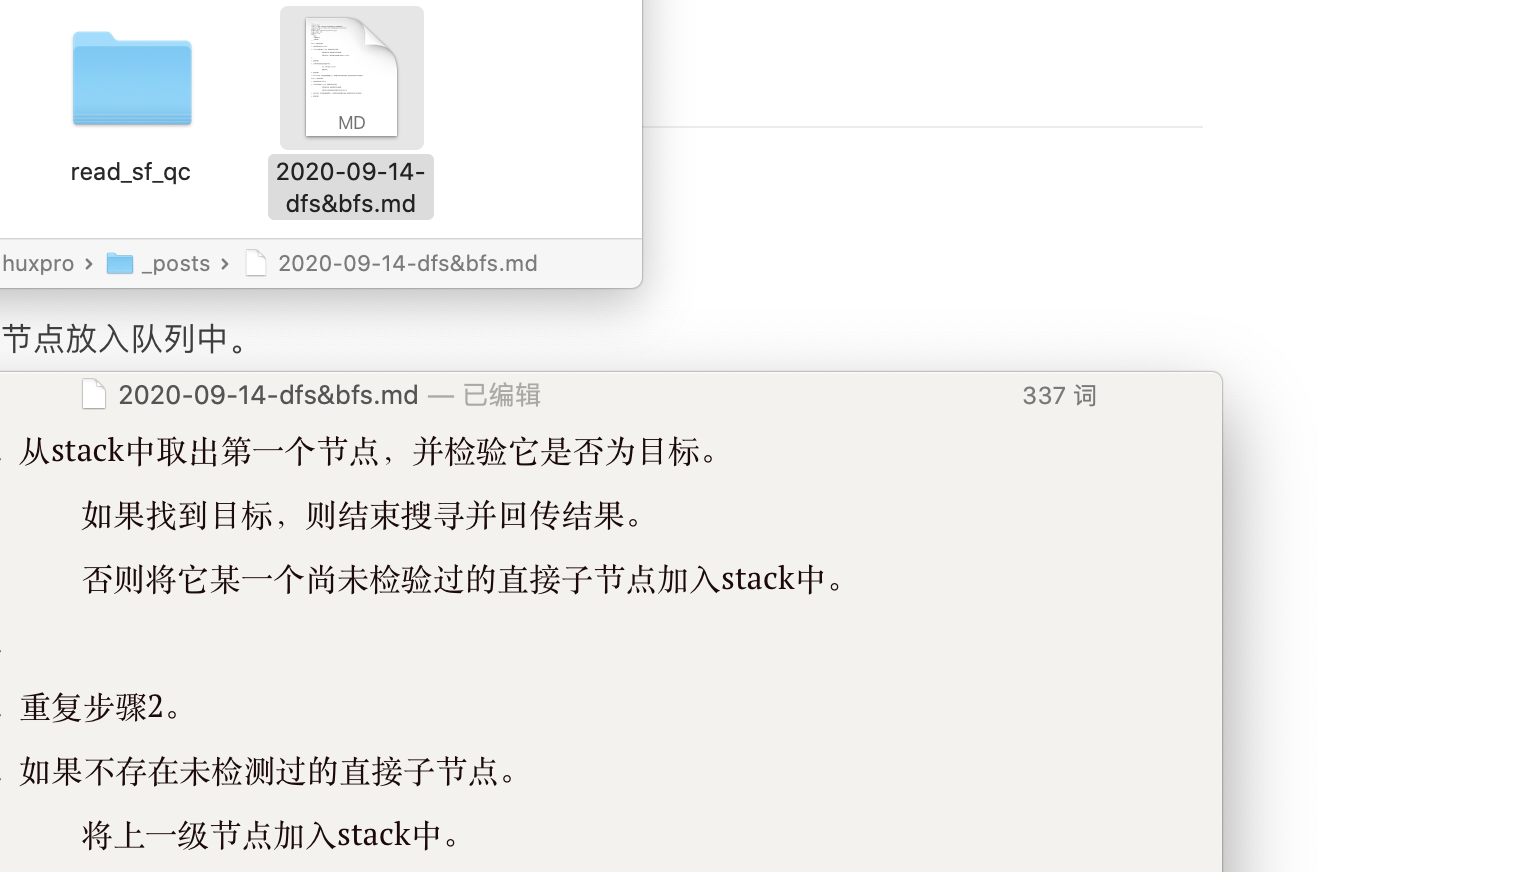 MD
read_sf_qc
2020-09-14-
dfs&bfs.md
huxpro › _posts › 2020-09-14-dfs&bfs.md
节点放入队列中。
2020-09-14-dfs&bfs.md — 已编辑
337 词
从stack中取出第一个节点，并检验它是否为目标。
如果找到目标，则结束搜寻并回传结果。
否则将它某一个尚未检验过的直接子节点加入stack中。
重复步骤2。
如果不存在未检测过的直接子节点。
将上一级节点加入stack中。